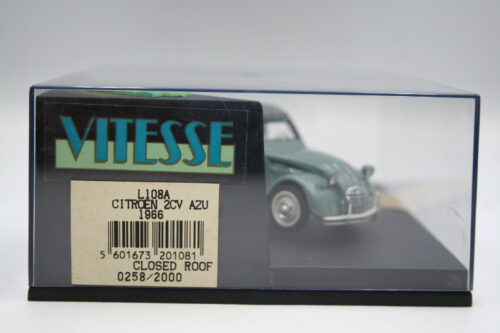 VITESSE
L108A
CITROEN 2CV AZU
1966
5 601673 201081
CLOSED ROOF
0258/2000